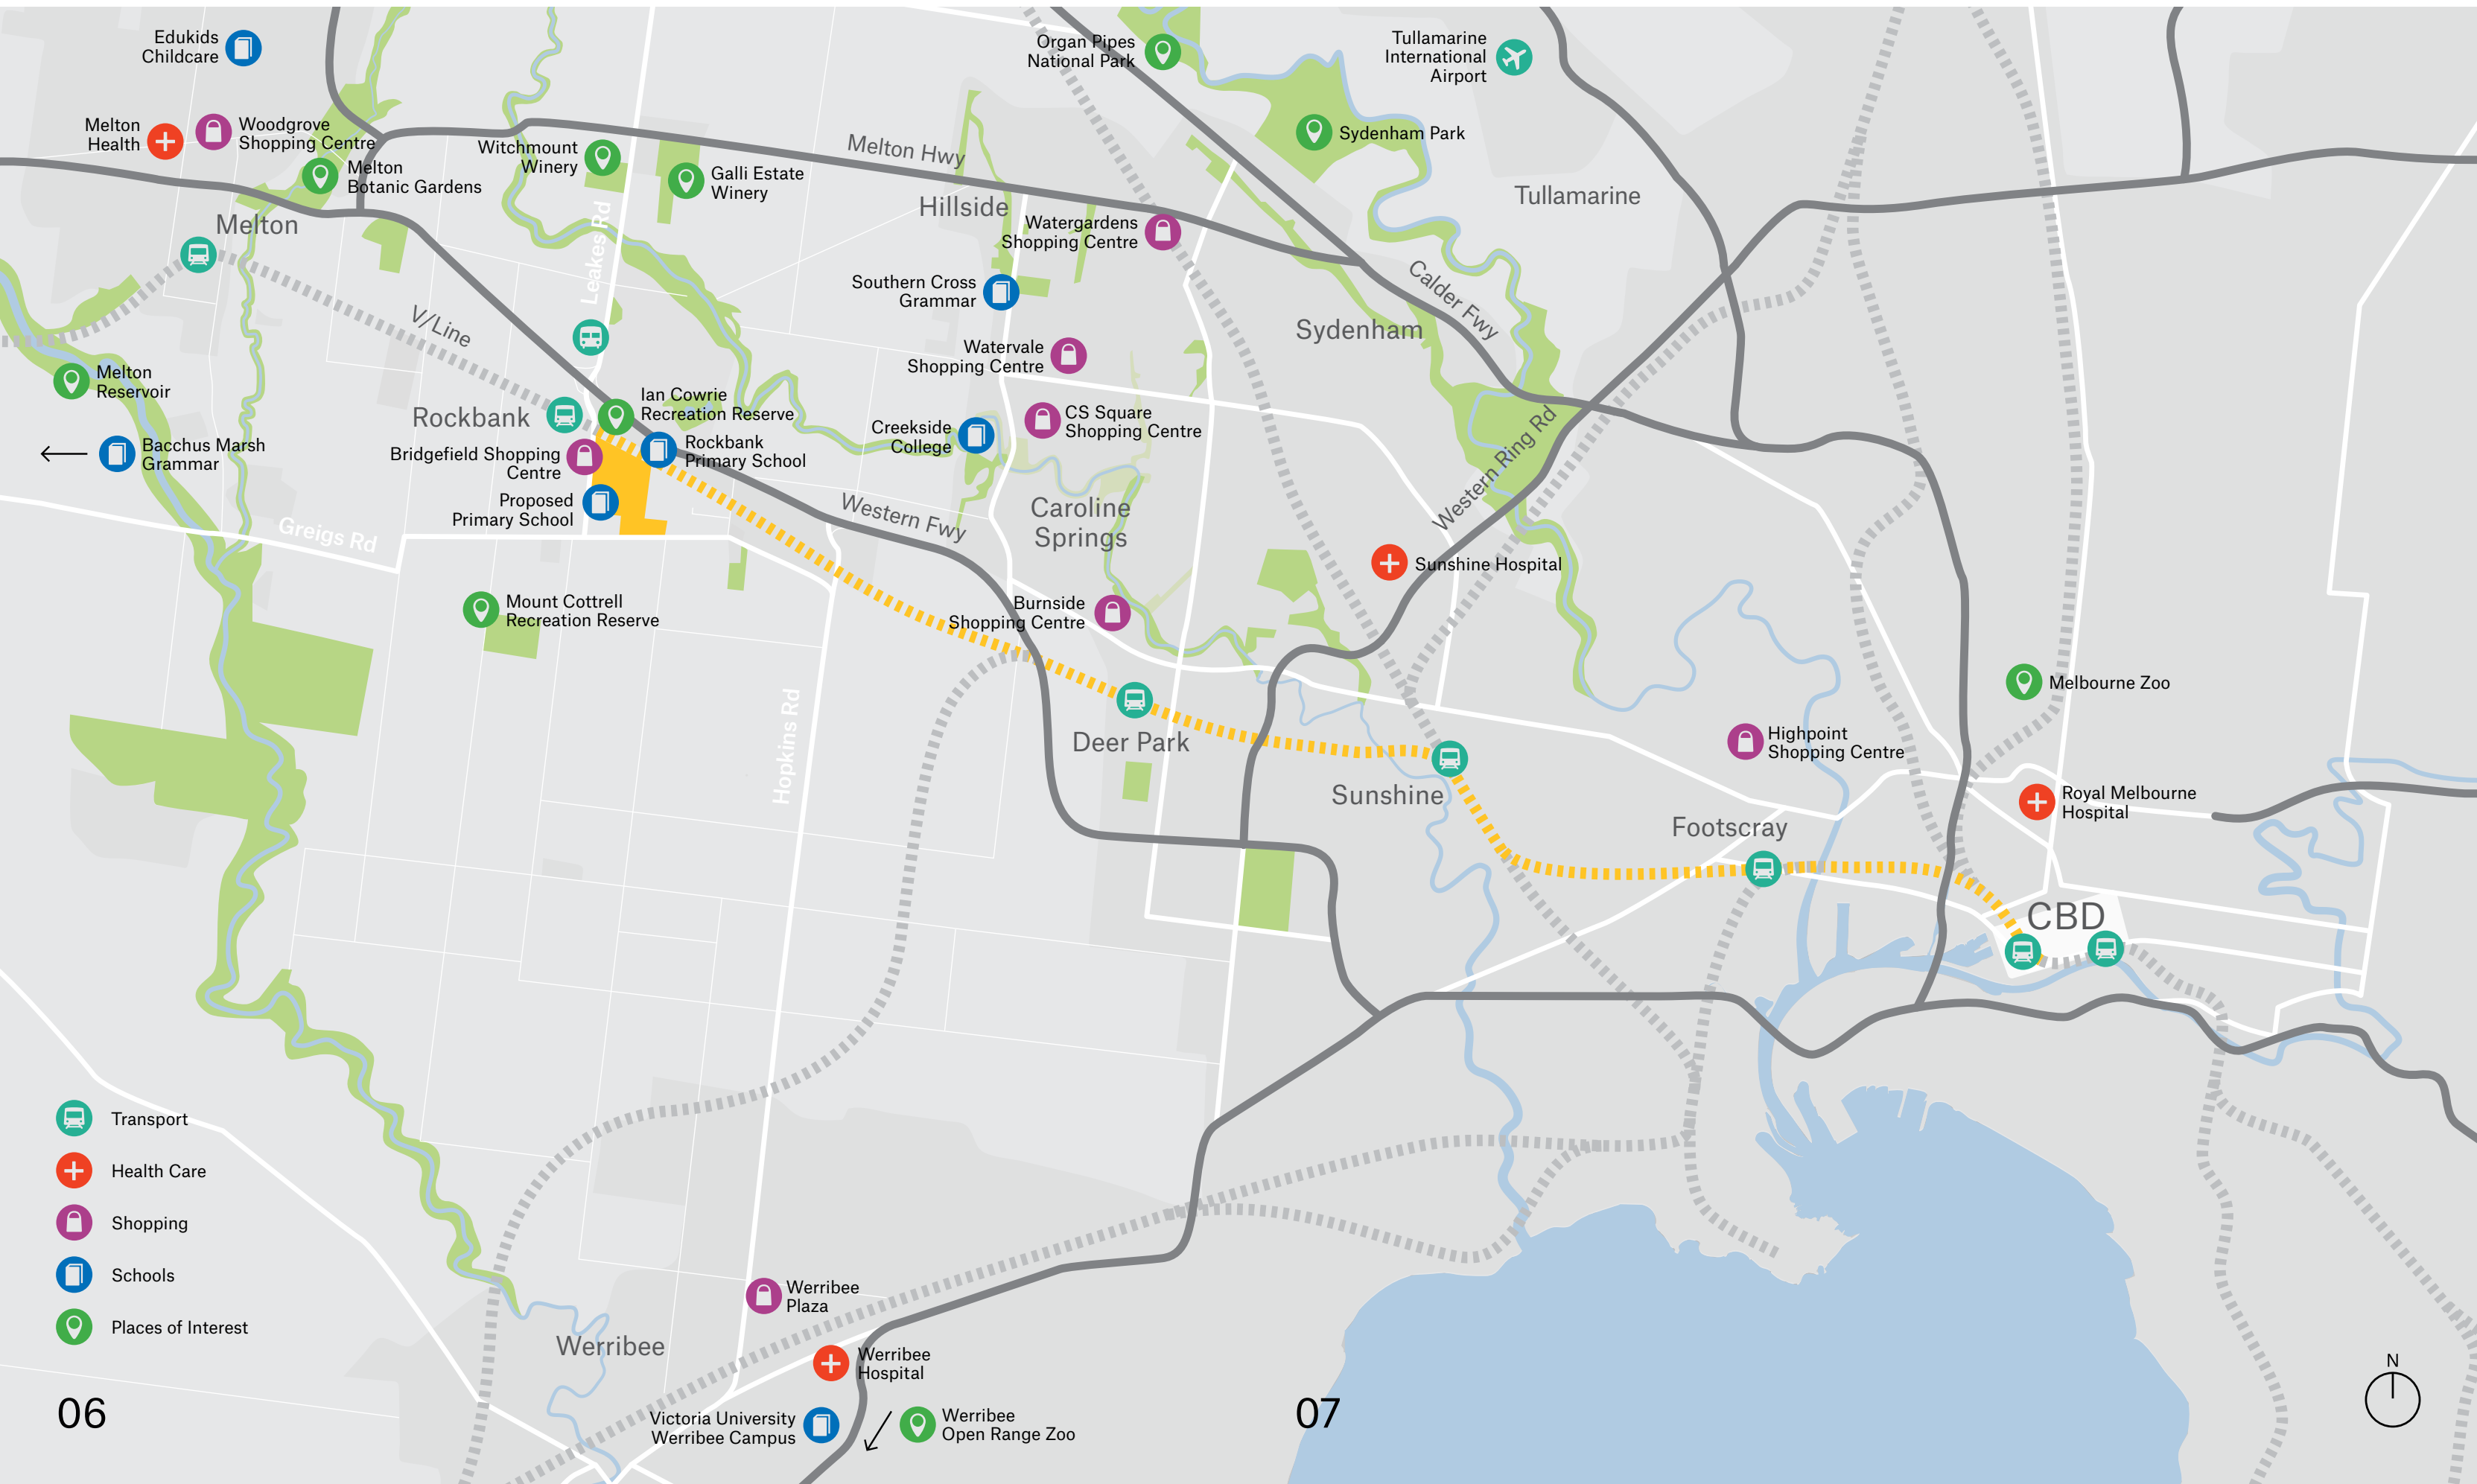 Edukids
Childcare
Organ Pipes
National Park
Tullamarine
International
Airport
Melton
Health
Woodgrove
Shopping Centre
Melton
Botanic Gardens
Witchmount
Winery
Galli Estate
Winery
Melton Hwy
Sydenham Park
Hillside
Tullamarine
Melton
Leakes Rd
Watergardens
Shopping Centre
Southern Cross
Grammar
Calder Fwy
Sydenham
V/Line
Watervale
Shopping Centre
Melton
Reservoir
Rockbank
Ian Cowrie
Recreation Reserve
CS Square
Shopping Centre
Creekside
College
Bacchus Marsh
Grammar
Bridgefield Shopping
Centre
Rockbank
Primary School
Western Ring Rd
Proposed
Primary School
Greigs Rd
Western Fwy
Caroline
Springs
Sunshine Hospital
Mount Cottrell
Recreation Reserve
Burnside
Shopping Centre
Hopkins Rd
Deer Park
Melbourne Zoo
Highpoint
Shopping Centre
Sunshine
Royal Melbourne
Hospital
Footscray
CBD
Transport
Health Care
Shopping
Schools
Places of Interest
Werribee
Plaza
Werribee
Werribee
Hospital
Victoria University
Werribee Campus
Werribee
Open Range Zoo
N
06
07